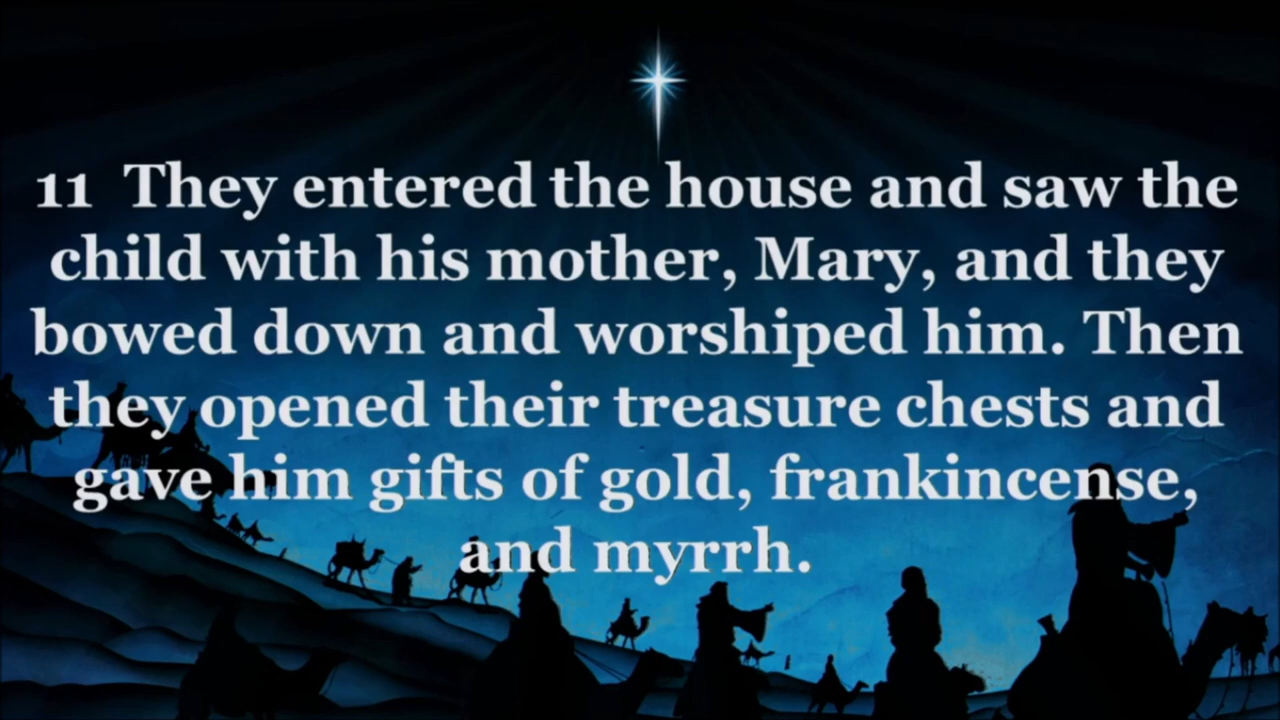 11 They entered the house and saw the
child with his mother, Mary, and they
bowed down and worshiped him. Then
they opened their treasure chests and
gave him gifts of gold, frankincense,
and myrrh.